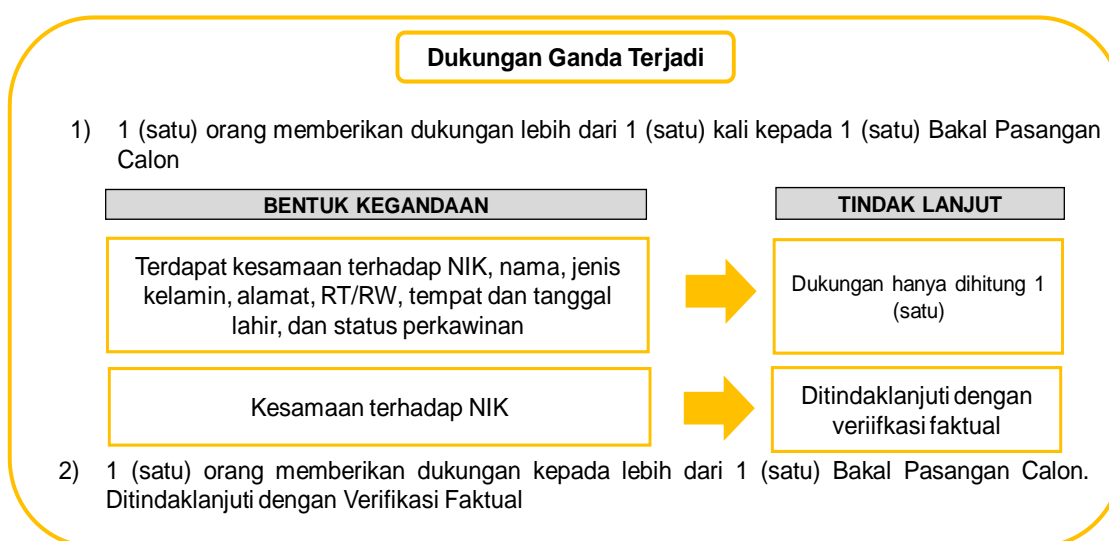 Dukungan Ganda Terjadi
1) 1 (satu) orang memberikan dukungan lebih dari 1 (satu) kali kepada 1 (satu) Bakal Pasangan
Calon
BENTUK KEGANDAAN
TINDAK LANJUT
Terdapat kesamaan terhadap NIK, nama, jenis
kelamin, alamat, RT/RW, tempat dan tanggal
lahir, dan status perkawinan
Dukungan hanya dihitung 1
(satu)
Kesamaan terhadap NIK
Ditindaklanjuti dengan
veriifkasi faktual
2) 1 (satu) orang memberikan dukungan kepada lebih dari 1 (satu) Bakal Pasangan Calon.
Ditindaklanjuti dengan Verifikasi Faktual